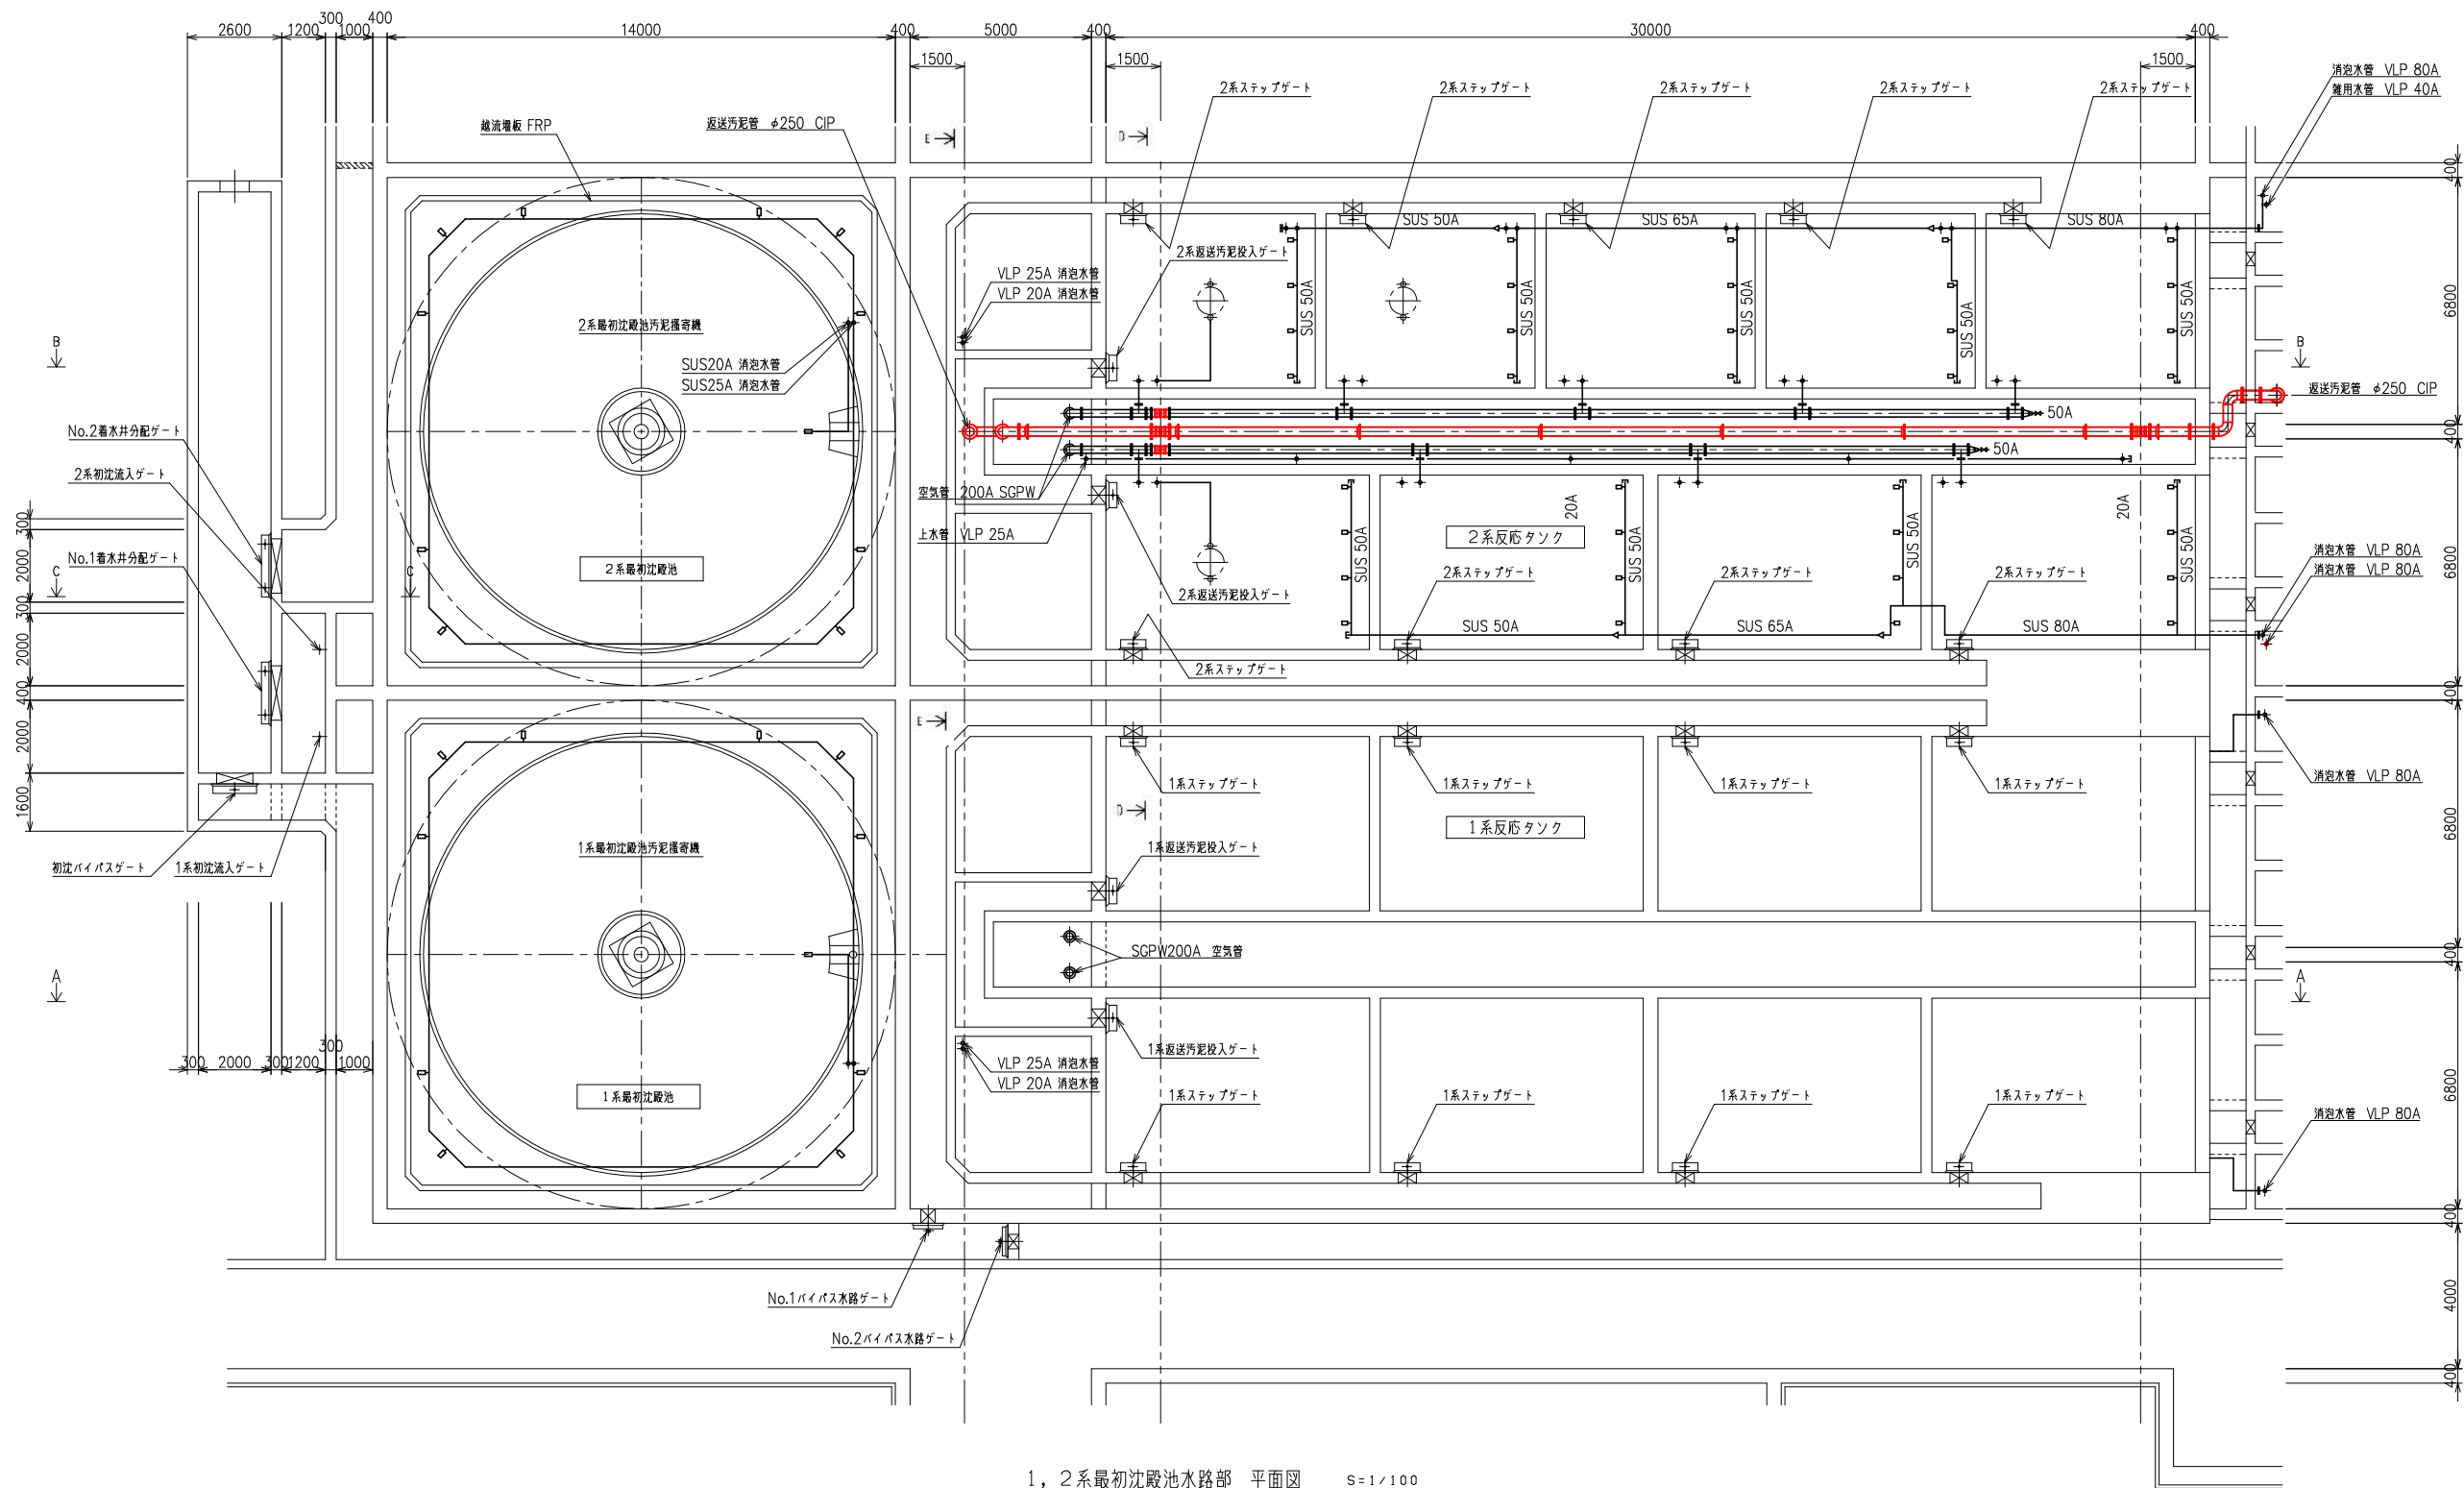 300
400
2600
1200
1000
14000
400
5000
400
30000
400
1500
1500
1500
消泡水管 VLP 80A
雑用水管 VLP 40A
2系ステップゲート
2系ステップゲート
2系ステップゲート
2系ステップゲート
2系ステップゲート
越流堰板 FRP
返送汚泥管 φ250 CIP
E
D
400
SUS 50A
SUS 65A
SUS 80A
2系返送汚泥投入ゲート
VLP 25A 消泡水管
VLP 20A 消泡水管
SUS 50A
SUS 50A
SUS 50A
SUS 50A
SUS 50A
6800
2系最初沈殿池汚泥掻寄機
B
B
SUS20A 消泡水管
SUS25A 消泡水管
返送汚泥管 φ250 CIP
50A
No.2着水井分配ゲート
400
50A
2系初沈流入ゲート
空気管 200A SGPW
20A
20A
300
上水管 VLP 25A
2系反応タンク
SUS 50A
SUS 50A
SUS 50A
SUS 50A
消泡水管 VLP 80A
消泡水管 VLP 80A
No.1着水井分配ゲート
2000
C
C
2系最初沈殿池
2系ステップゲート
2系ステップゲート
2系ステップゲート
6800
2系返送汚泥投入ゲート
300
SUS 50A
SUS 65A
SUS 80A
2000
2系ステップゲート
400
400
E
2000
1系ステップゲート
1系ステップゲート
1系ステップゲート
1系ステップゲート
消泡水管 VLP 80A
1600
D
1系反応タンク
6800
1系最初沈殿池汚泥掻寄機
1系返送汚泥投入ゲート
初沈バイパスゲート
1系初沈流入ゲート
SGPW200A 空気管
400
A
A
300
300
2000
300
1200
1000
1系返送汚泥投入ゲート
VLP 25A 消泡水管
VLP 20A 消泡水管
1系最初沈殿池
1系ステップゲート
1系ステップゲート
1系ステップゲート
1系ステップゲート
6800
消泡水管 VLP 80A
400
No.1バイパス水路ゲート
4000
No.2バイパス水路ゲート
400
1，2系最初沈殿池水路部 平面図 S=1/100